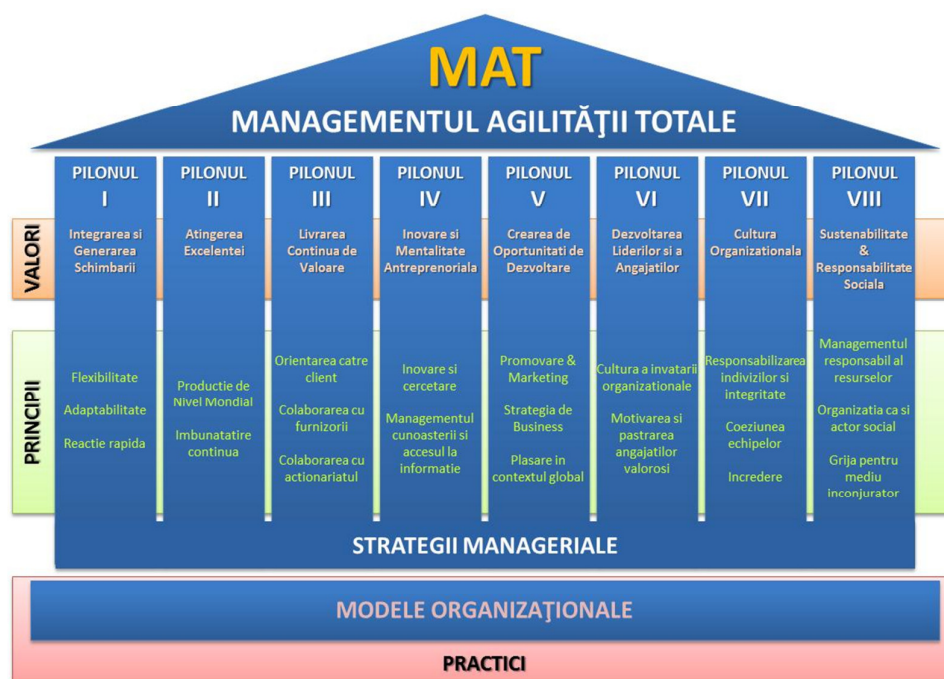 MAT
MANAGEMENTUL AGILITĂŢII TOTALE
PILONUL
I
PILONUL
II
PILONUL
III
PILONUL
IV
PILONUL
V
PILONUL
VI
PILONUL
VII
PILONUL
VIII
VALORI
Integrarea si
Generarea
Schimbarii
Atingerea
Excelentei
Livrarea
Continua de
Valoare
Inovare si
Mentalitate
Antreprenoriala
Crearea de
Oportunitati de
Dezvoltare
Dezvoltarea
Liderilor si a
Angajatilor
Cultura
Organizationala
Sustenabilitate
&
Responsabilitate
Sociala
PRINCIPII
Flexibilitate
Adaptabilitate
Reactie rapida
Productie de
Nivel Mondial
Imbunatatire
continua
Orientarea catre
client
Colaborarea cu
furnizorii
Colaborarea cu
actionariatul
Inovare si
cercetare
Managementul
cunoasterii si
accesul la
informatie
Promovare &
Marketing
Strategia de
Business
Plasare in
contextul global
Cultura a invatarii
organizationale
Motivarea si
pastrarea
angajatilor
valorosi
Responsabilizarea
indivizilor si
integritate
Coeziunea
echipelor
Incredere
Managementul
responsabil al
resurselor
Organizatia ca si
actor social
Grija pentru
mediu
inconjurator
STRATEGII MANAGERIALE
MODELE ORGANIZAŢIONALE
PRACTICI